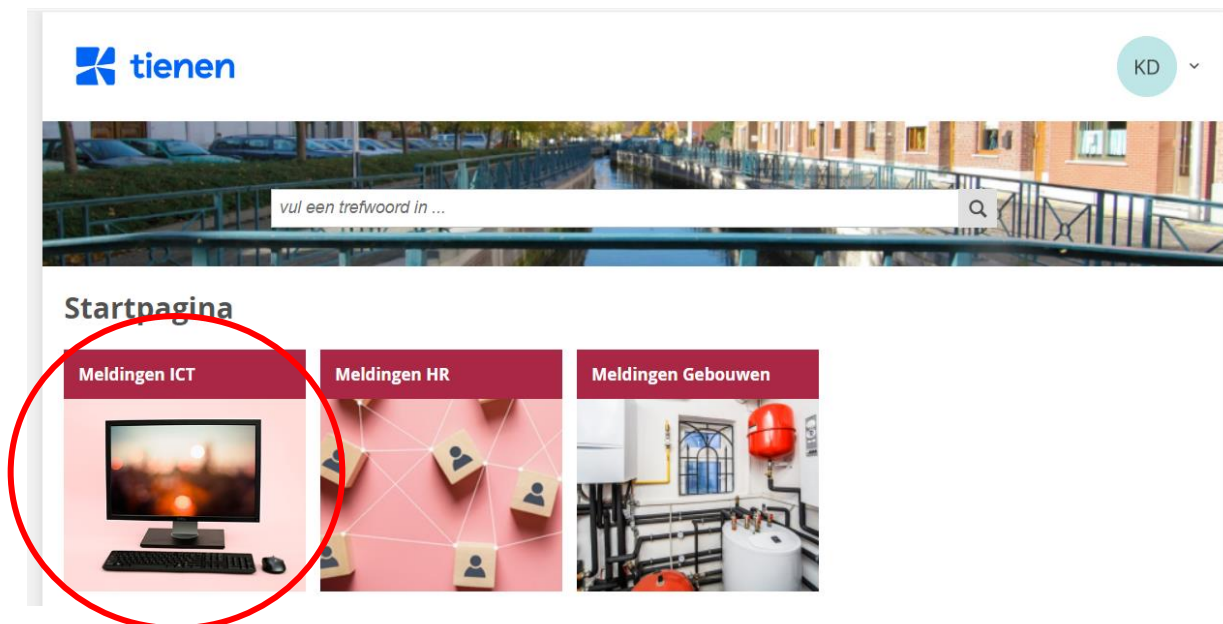 tienen
KD
vul een trefwoord in ...
Startpagina
Meldingen ICT
Meldingen HR
Meldingen Gebouwen